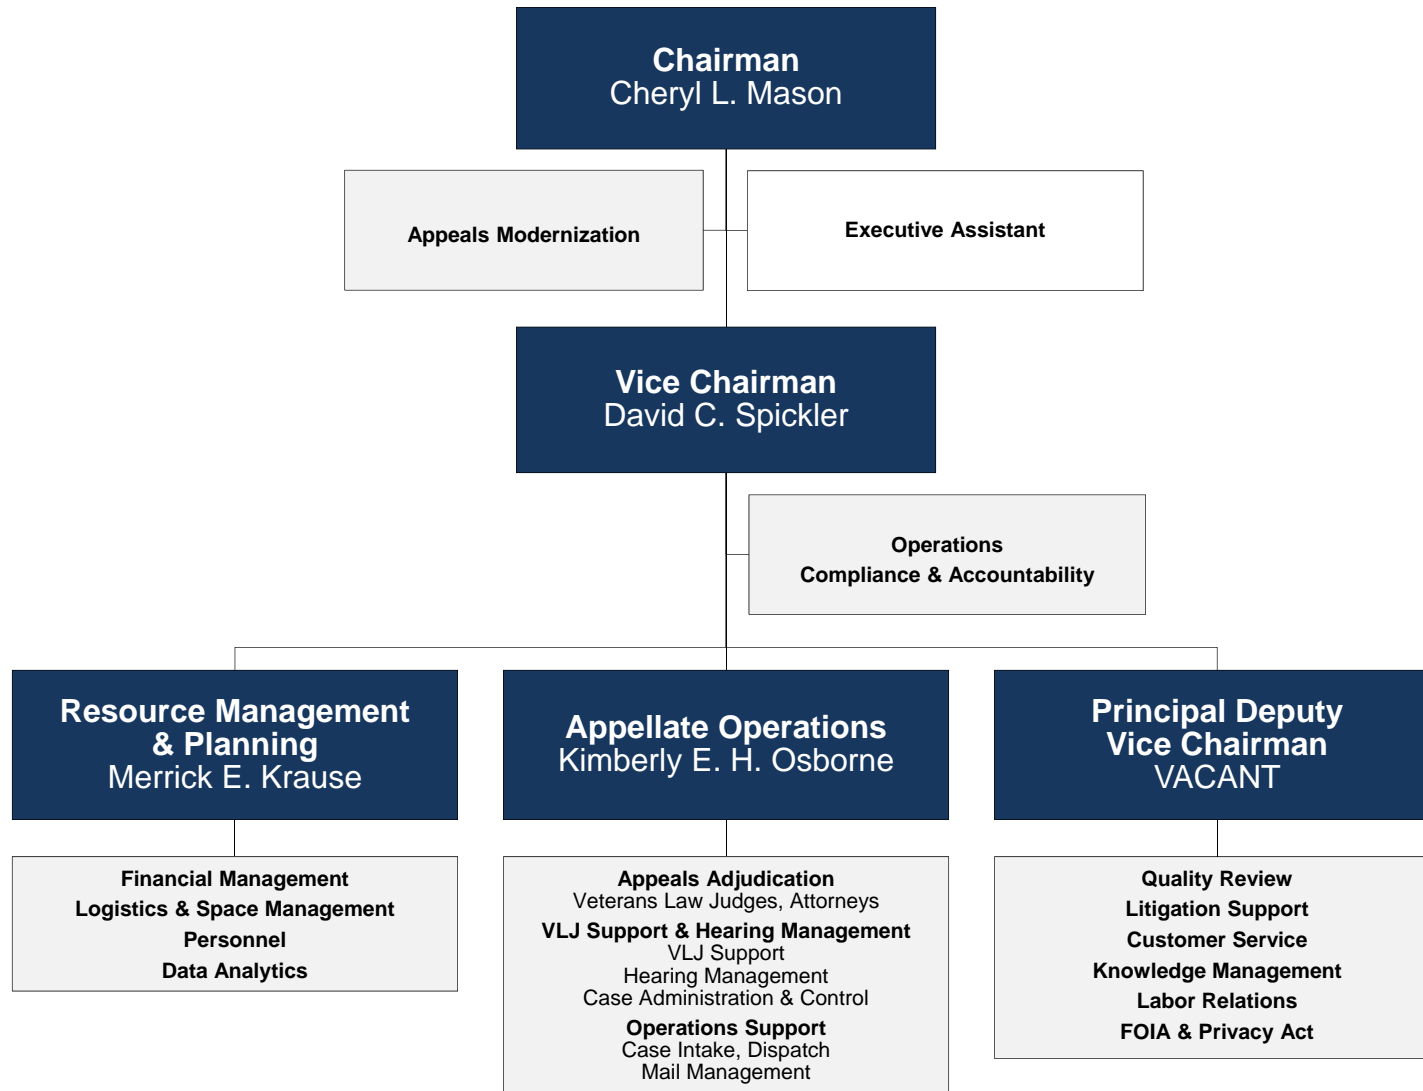 Chairman
Cheryl L. Mason
Appeals Modernization
Executive Assistant
Vice Chairman
David C. Spickler
Operations
Compliance & Accountability
Resource Management
& Planning
Merrick E. Krause
Appellate Operations
Kimberly E. H. Osborne
Principal Deputy
Vice Chairman
VACANT
Financial Management
Logistics & Space Management
Personnel
Data Analytics
Appeals Adjudication
Veterans Law Judges, Attorneys
VLJ Support & Hearing Management
VLJ Support
Hearing Management
Case Administration & Control
Operations Support
Case Intake, Dispatch
Mail Management
Quality Review
Litigation Support
Customer Service
Knowledge Management
Labor Relations
FOIA & Privacy Act